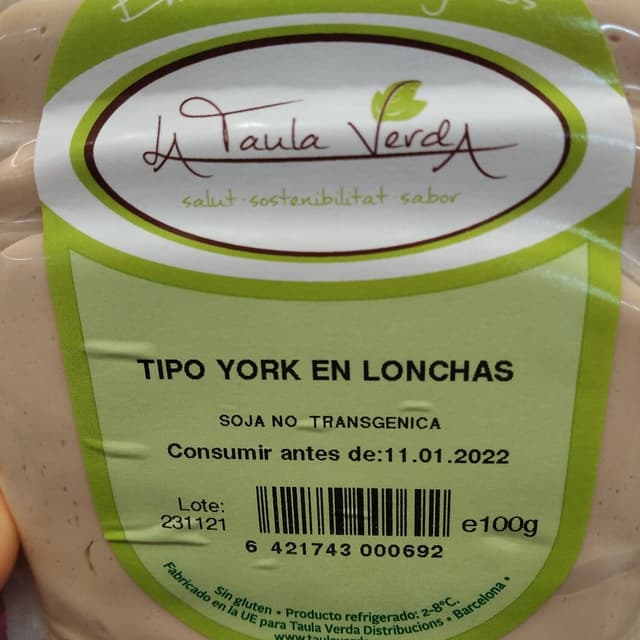 LA Taula Verda
salut · sostenibilitat · sabor
TIPO YORK EN LONCHAS
SOJA NO TRANSGENICA
Consumir antes de:11.01.2022
Lote:
231121
e100g
6 421743 000692
Sin gluten • Producto refrigerado: 2-8ºC.
Fabricado en la UE para Taula Verda Distribucions • Barcelona •